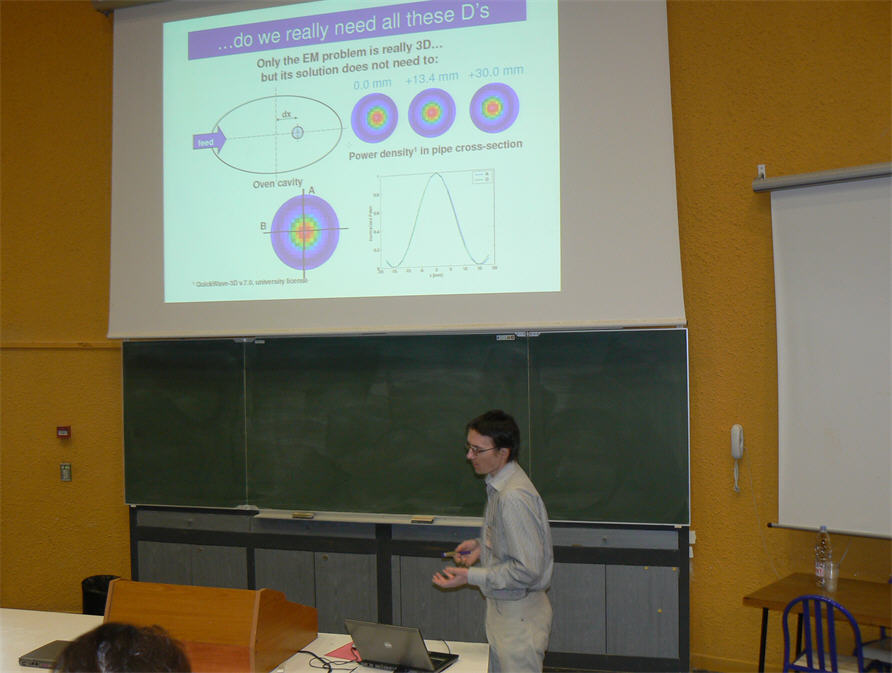 ...do we really need all these D's
Only the EM problem is really 3D...
but its solution does not need to:
0.0 mm +13.4 mm +30.0 mm
dx
feed
Power density¹ in pipe cross-section
Oven cavity
A
B
¹ QuickWave-3D v.7.0, university license